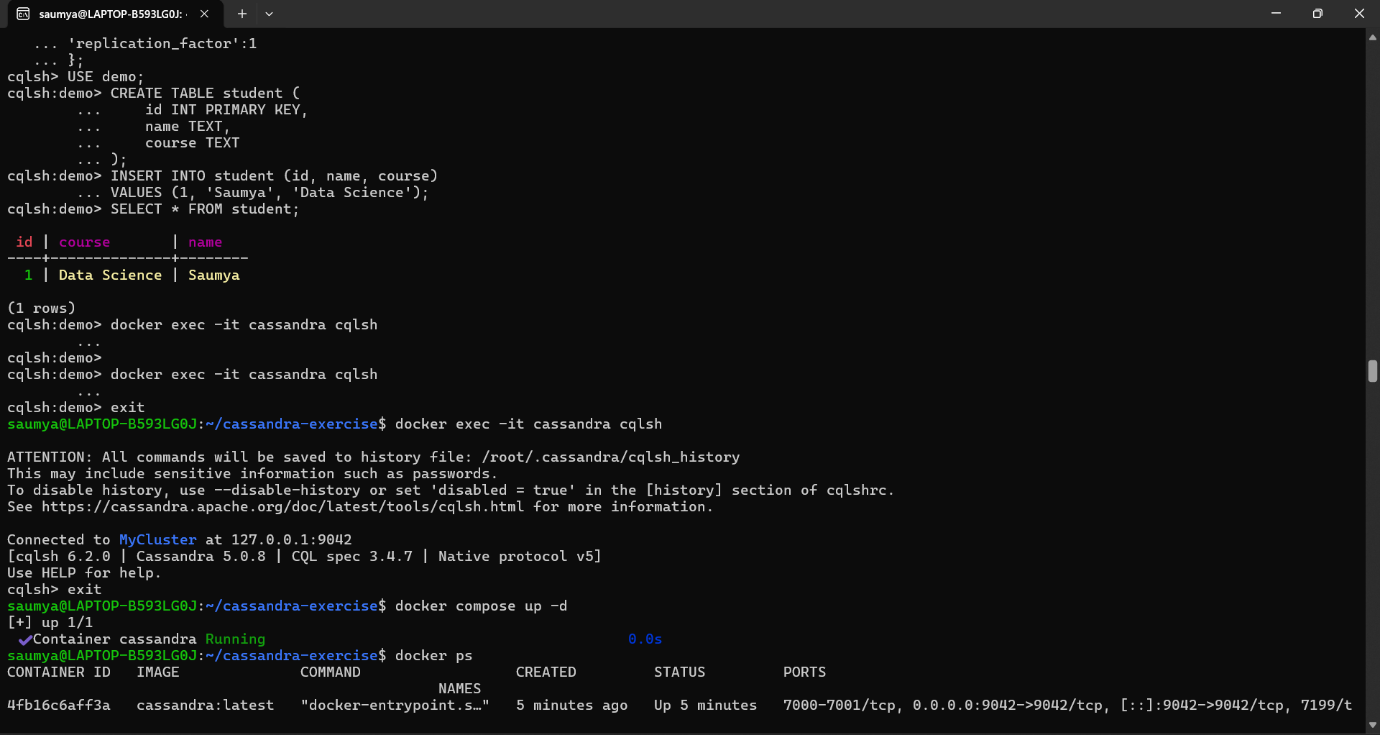 saumya@LAPTOP-B593LG0J: ·
... 'replication_factor':1
... };
cqlsh> USE demo;
cqlsh:demo> CREATE TABLE student (
...     id INT PRIMARY KEY,
...     name TEXT,
...     course TEXT
... );
cqlsh:demo> INSERT INTO student (id, name, course)
... VALUES (1, 'Saumya', 'Data Science');
cqlsh:demo> SELECT * FROM student;
id | course       | name
----+--------------+--------
1 | Data Science | Saumya
(1 rows)
cqlsh:demo> docker exec -it cassandra cqlsh
...
cqlsh:demo>
cqlsh:demo> docker exec -it cassandra cqlsh
...
cqlsh:demo> exit
saumya@LAPTOP-B593LG0J:~/cassandra-exercise$ docker exec -it cassandra cqlsh
ATTENTION: All commands will be saved to history file: /root/.cassandra/cqlsh_history
This may include sensitive information such as passwords.
To disable history, use --disable-history or set 'disabled = true' in the [history] section of cqlshrc.
See https://cassandra.apache.org/doc/latest/tools/cqlsh.html for more information.
Connected to MyCluster at 127.0.0.1:9042
[cqlsh 6.2.0 | Cassandra 5.0.8 | CQL spec 3.4.7 | Native protocol v5]
Use HELP for help.
cqlsh> exit
saumya@LAPTOP-B593LG0J:~/cassandra-exercise$ docker compose up -d
[+] up 1/1
✔Container cassandra Running 0.0s
saumya@LAPTOP-B593LG0J:~/cassandra-exercise$ docker ps
CONTAINER ID   IMAGE              COMMAND                  CREATED         STATUS         PORTS
NAMES
4fb16c6aff3a   cassandra:latest   "docker-entrypoint.s…"   5 minutes ago   Up 5 minutes   7000-7001/tcp, 0.0.0.0:9042->9042/tcp, [::]:9042->9042/tcp, 7199/t